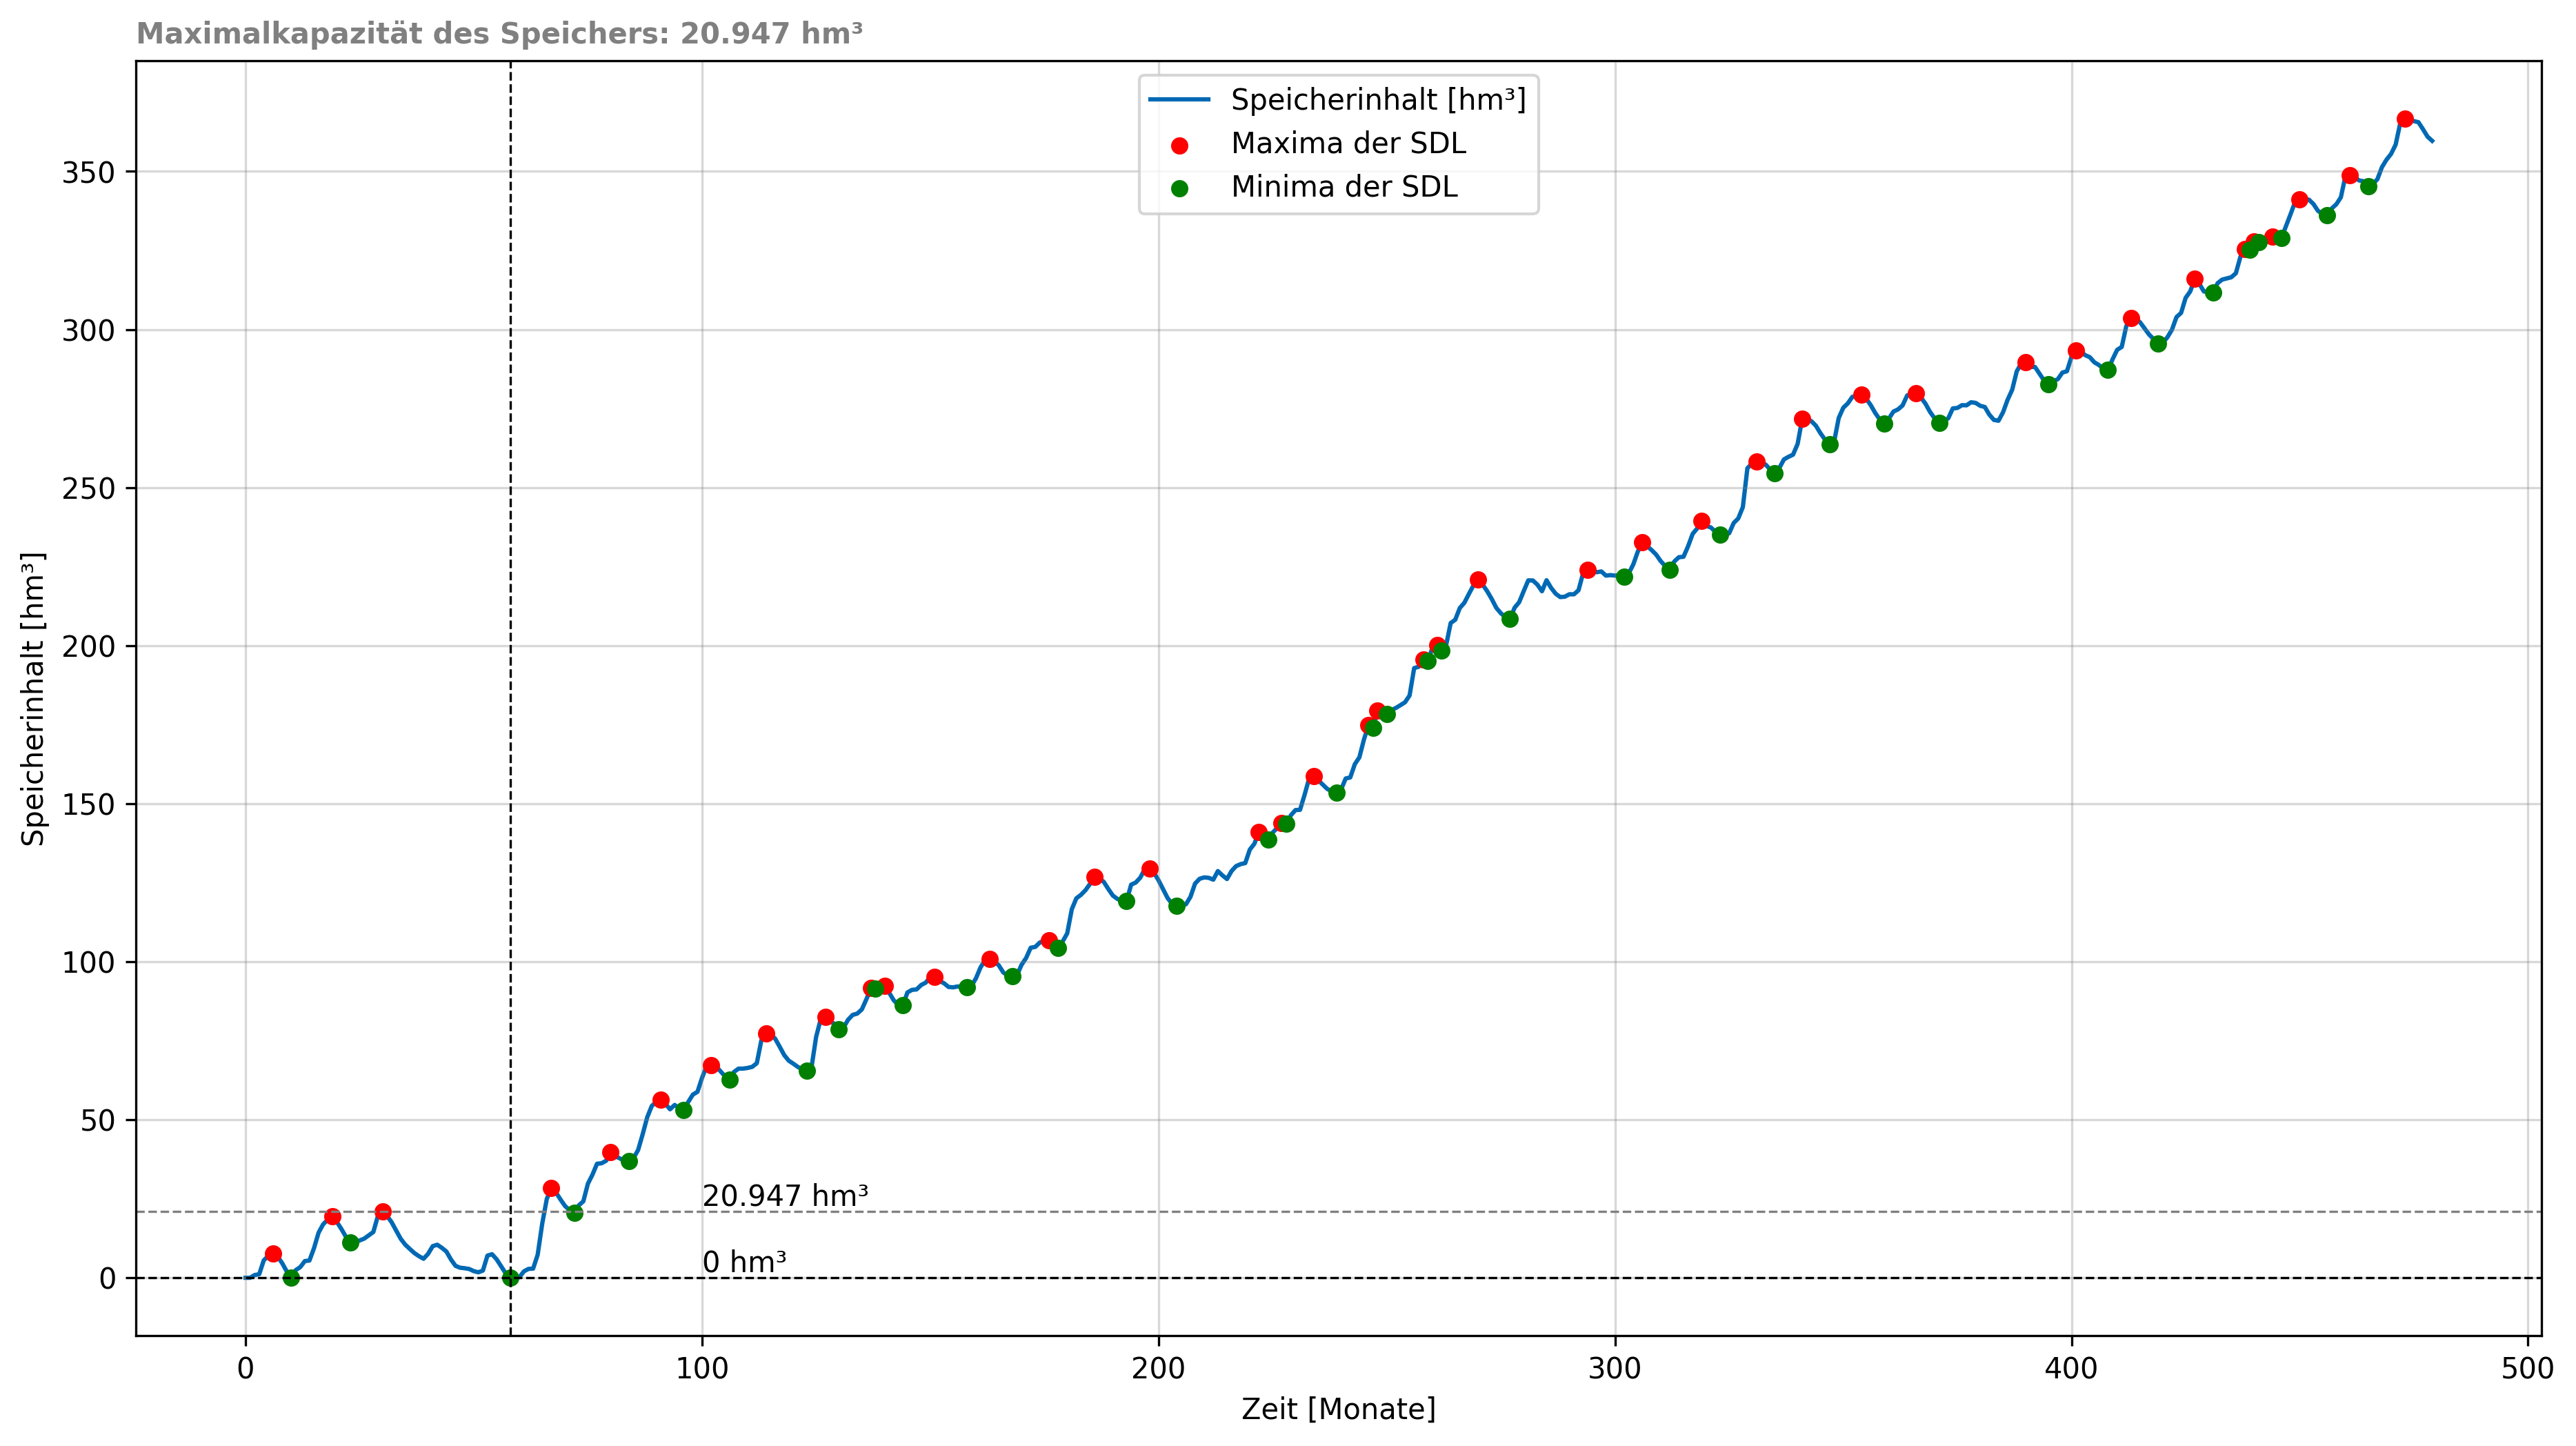 Maximalkapazität des Speichers: 20.947 hm³
Speicherinhalt [hm³]
Maxima der SDL
Minima der SDL
350
300
250
200
150
100
50
0
Speicherinhalt [hm³]
20.947 hm³
0 hm³
0
100
200
300
400
500
Zeit [Monate]